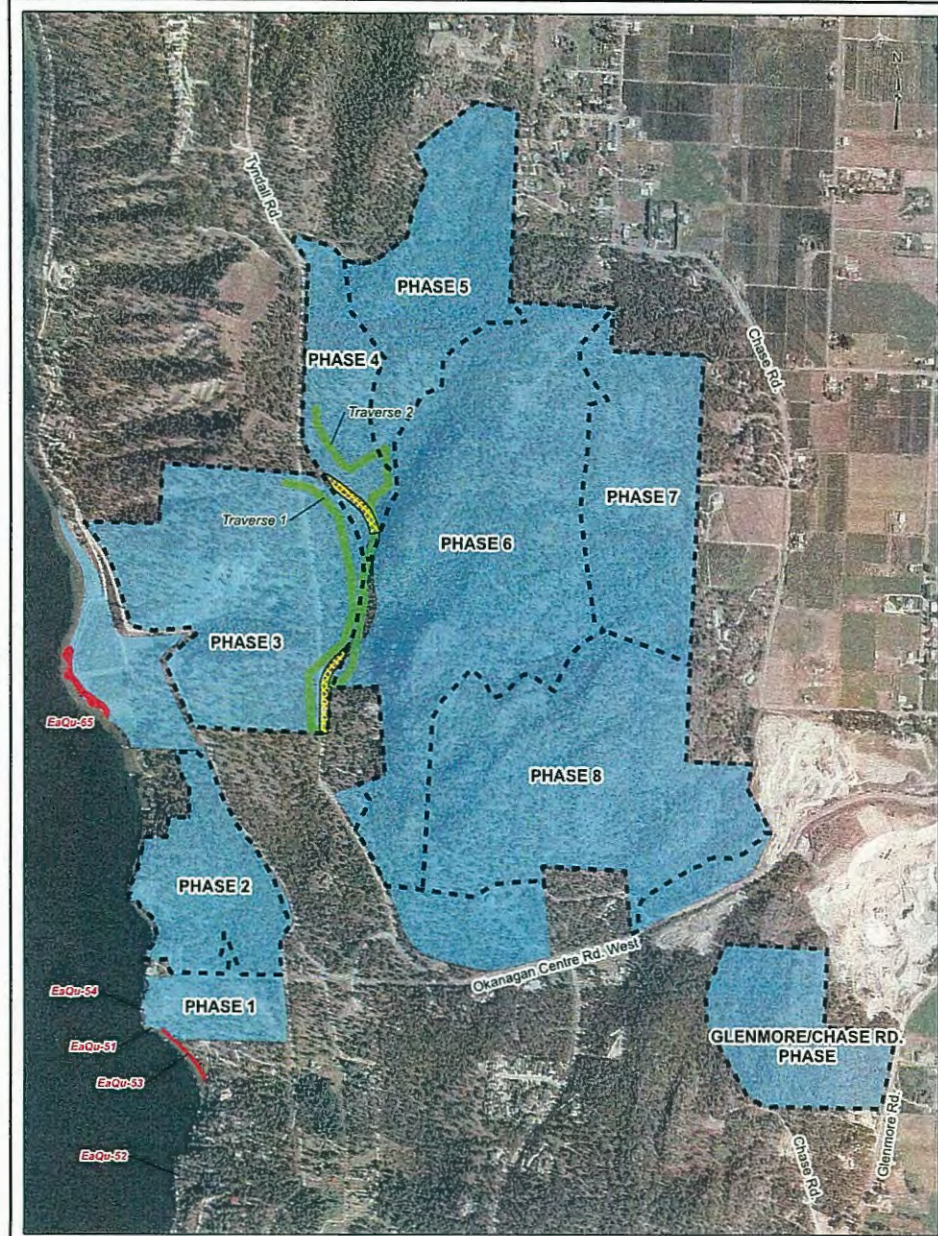 N
Tyndall Rd.
PHASE 5
PHASE 4
Chase Rd.
Traverse 2
PHASE 7
Traverse 1
PHASE 6
PHASE 3
EaQu-65
PHASE 8
PHASE 2
Okanagan Centre Rd. West
EaQu-54
PHASE 1
EaQu-51
GLENMORE/CHASE RD.
PHASE
EaQu-53
Glenmore Rd.
EaQu-52
Chase Rd.